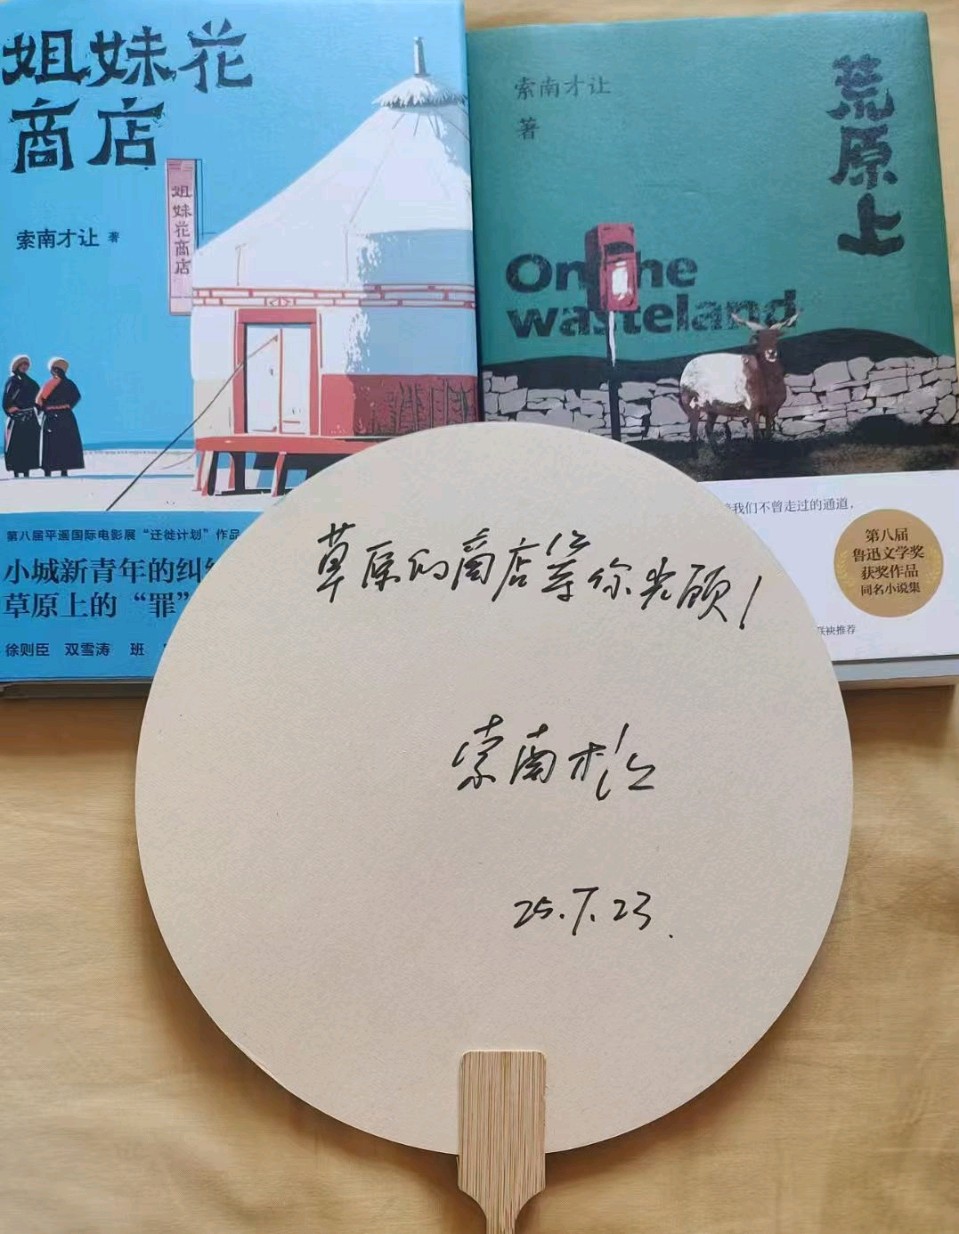 姐妹花
商店
姐妹花商店
索南才让 著
第八届平遥国际电影展“迁徙计划”作品
小城新青年的纠
草原上的“罪”
徐则臣 双雪涛 班
索南才让
著
荒原上
On the
wasteland
我们不曾走过的通道，
第八届
鲁迅文学奖
获奖作品
同名小说集
联袂推荐
草原的商店等你光顾！
索南才让
25.7.23.